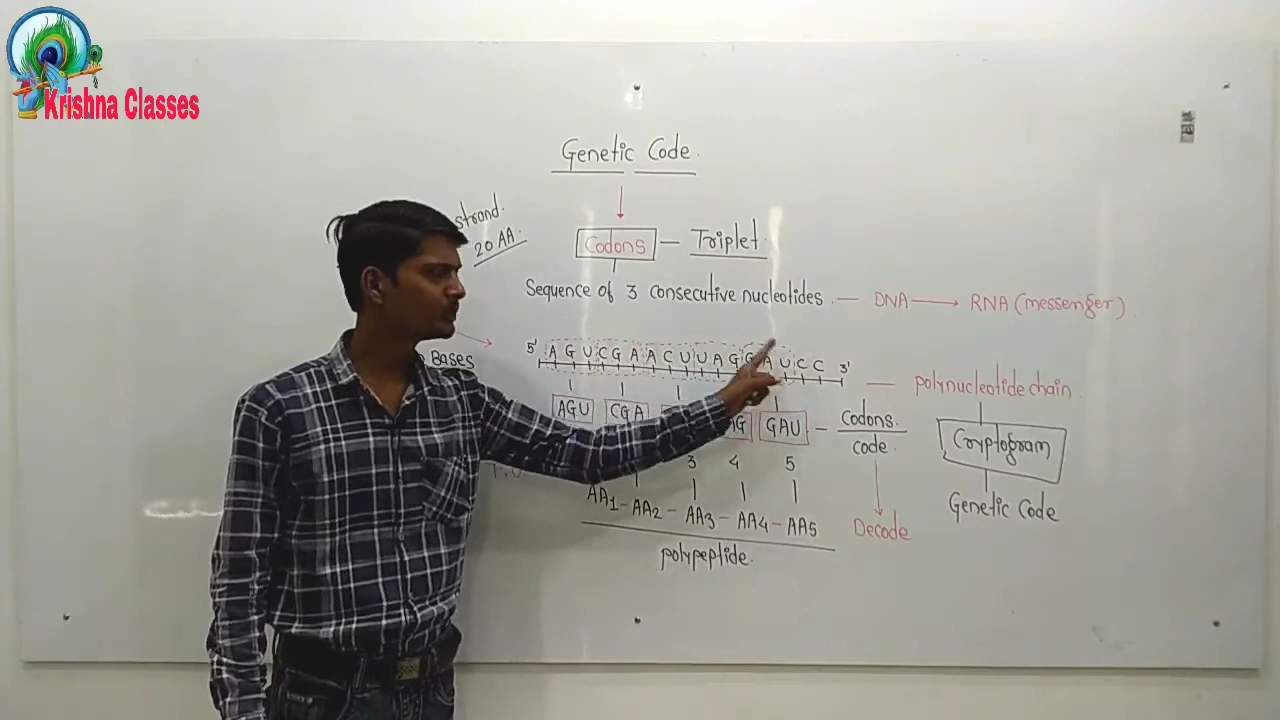 Krishna Classes
Genetic Code.
strand.
20 AA.
Codons — Triplet
Sequence of 3 consecutive nucleotides. — DNA → RNA (messenger)
5' A G U C G A A C U U A G G A U C C 3' — polynucleotide chain
Bases
AGU CGA AG GAU — Codons.
code.
Cryptogram
3 4 5
AA1 - AA2 - AA3 - AA4 - AA5
Decode
Genetic Code
polypeptide.